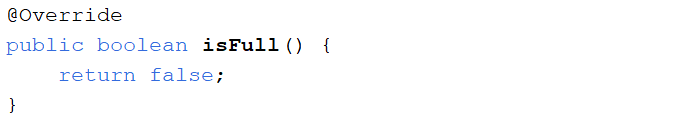 @Override
public boolean isFull() {
    return false;
}